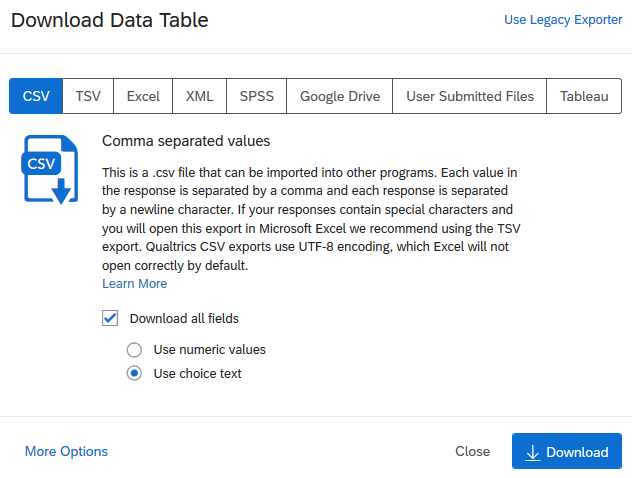 Download Data Table
Use Legacy Exporter
CSV
TSV
Excel
XML
SPSS
Google Drive
User Submitted Files
Tableau
CSV
Comma separated values
This is a .csv file that can be imported into other programs. Each value in
the response is separated by a comma and each response is separated
by a newline character. If your responses contain special characters and
you will open this export in Microsoft Excel we recommend using the TSV
export. Qualtrics CSV exports use UTF-8 encoding, which Excel will not
open correctly by default.
Learn More
Download all fields
Use numeric values
Use choice text
More Options
Close
Download